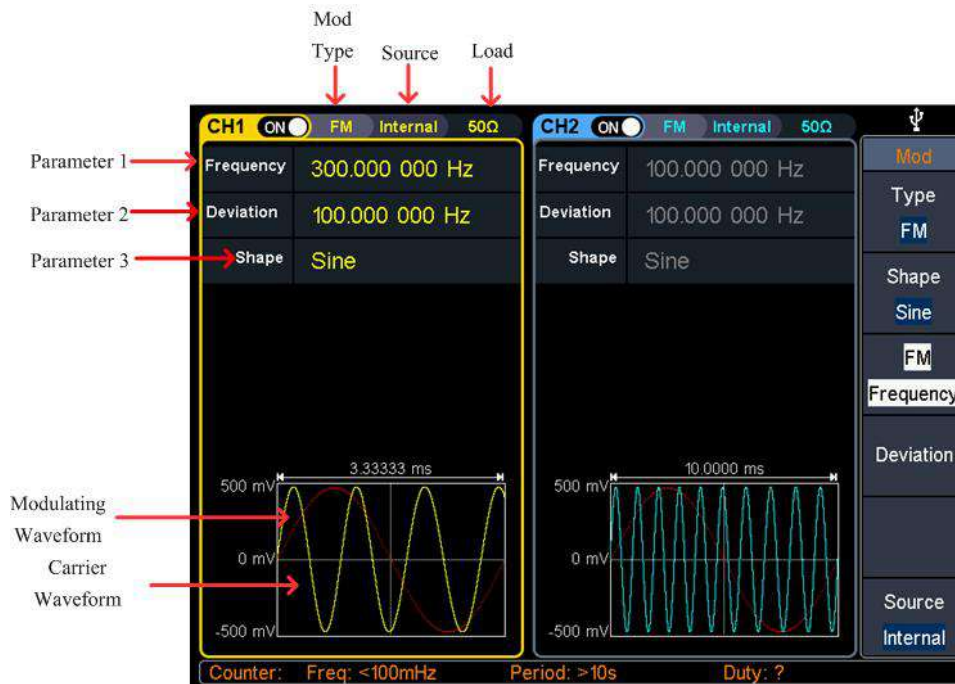 Mod
Type
Source
Load
CH1 ON FM Internal 50Ω
CH2 ON FM Internal 50Ω
Parameter 1
Frequency 300.000 000 Hz
Parameter 2
Deviation 100.000 000 Hz
Parameter 3
Shape Sine
Frequency 100.000 000 Hz
Deviation 100.000 000 Hz
Shape Sine
Mod
Type
FM
Shape
Sine
FM
Frequency
Deviation
Source
Internal
3.33333 ms
500 mV
0 mV
-500 mV
Modulating
Waveform
Carrier
Waveform
10.0000 ms
500 mV
0 mV
-500 mV
Counter: Freq: <100mHz Period: >10s Duty: ?